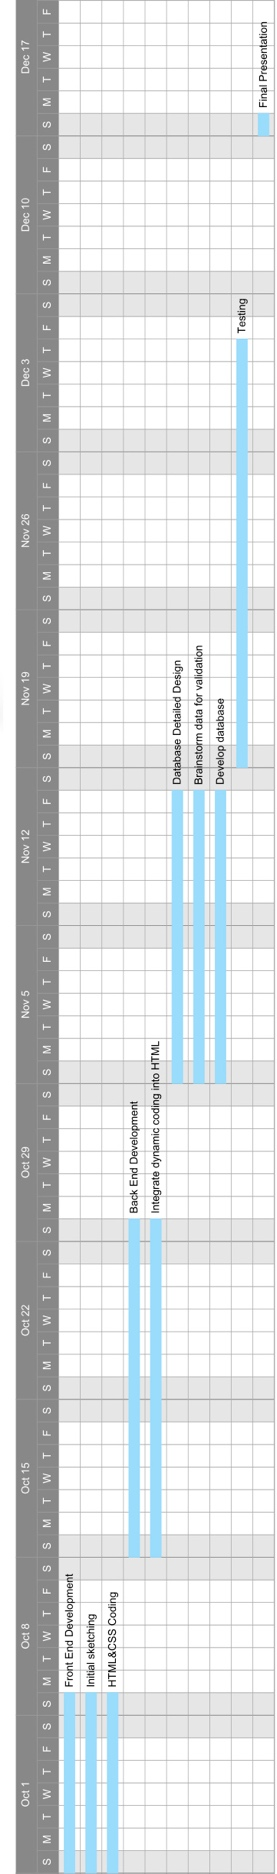 Oct 1 Oct 8 Oct 15 Oct 22 Oct 29 Nov 5 Nov 12 Nov 19 Nov 26 Dec 3 Dec 10 Dec 17
S M T W T F S S M T W T F S S M T W T F S S M T W T F S S M T W T F S S M T W T F S S M T W T F S S M T W T F S S M T W T F S S M T W T F S S M T W T F S S M T W T F
Front End Development
Initial sketching
HTML&CSS Coding
Back End Development
Integrate dynamic coding into HTML
Database Detailed Design
Brainstorm data for validation
Develop database
Testing
Final Presentation